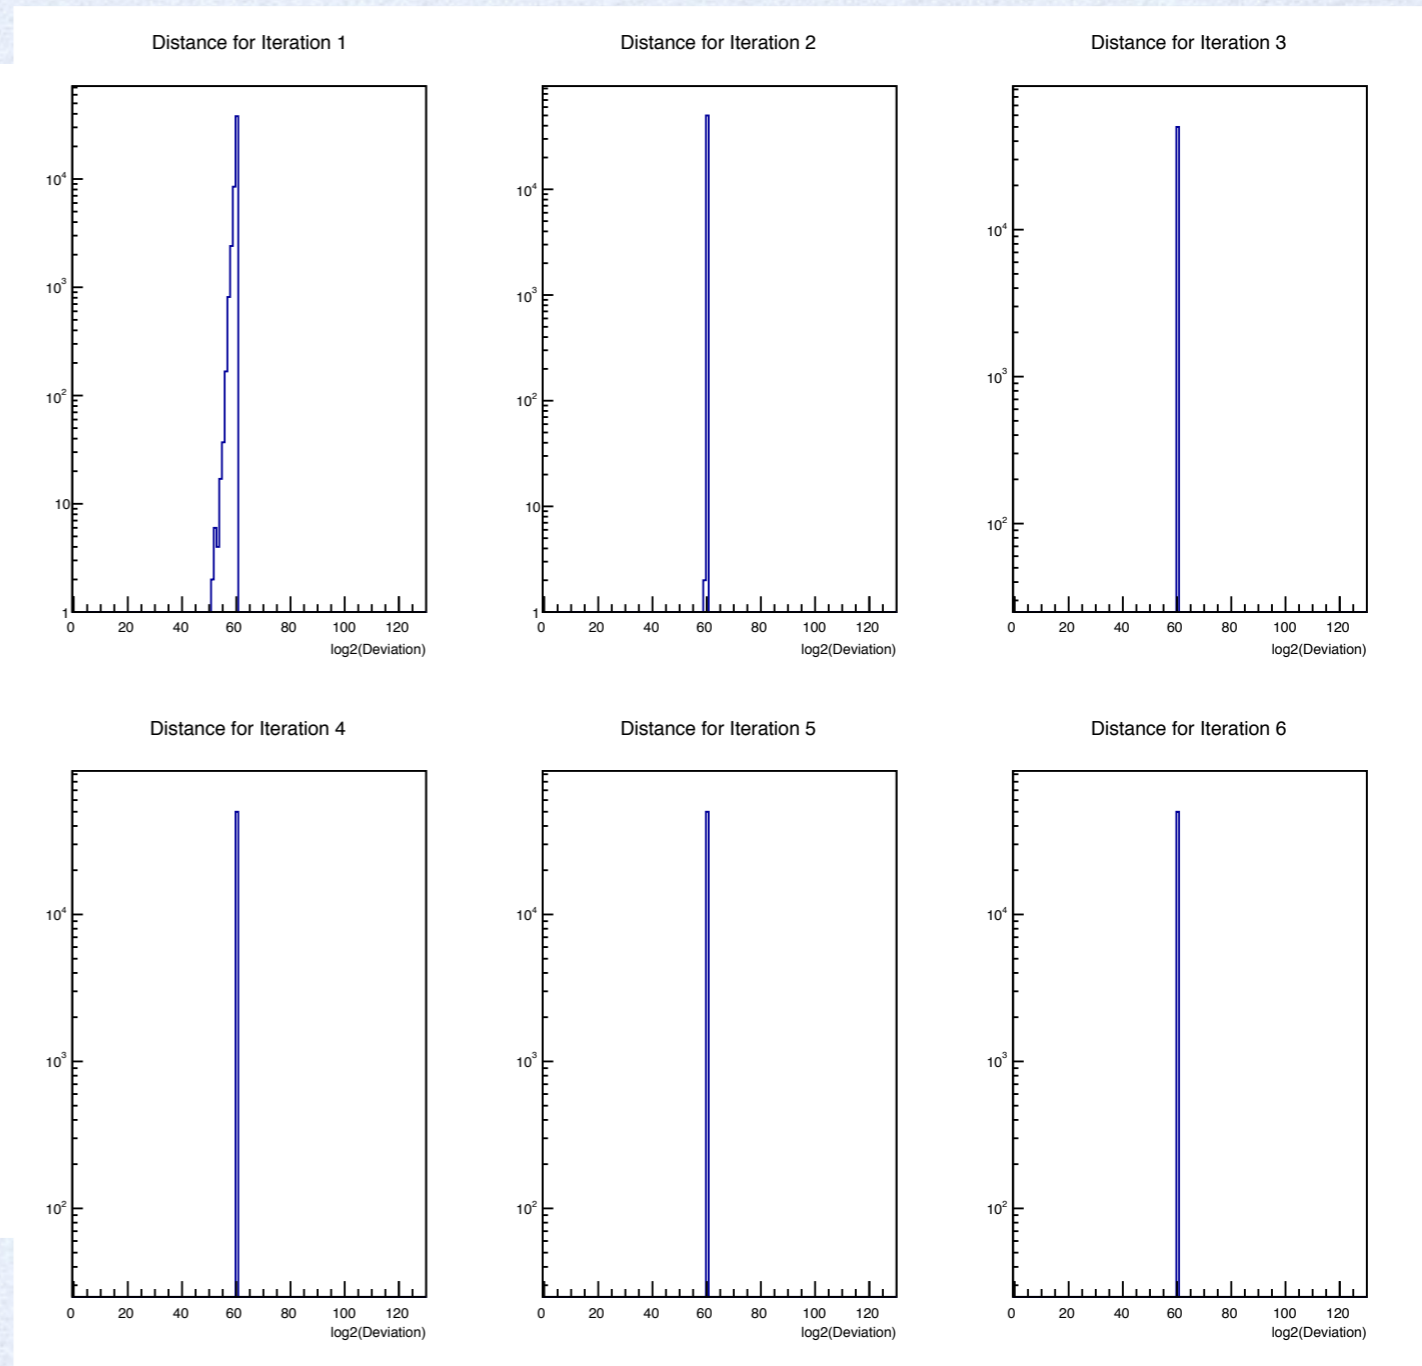 Distance for Iteration 1
10⁴
10³
10²
10
1
0 20 40 60 80 100 120
log2(Deviation)
Distance for Iteration 2
10⁴
10³
10²
10
1
0 20 40 60 80 100 120
log2(Deviation)
Distance for Iteration 3
10⁴
10³
10²
0 20 40 60 80 100 120
log2(Deviation)
Distance for Iteration 4
10⁴
10³
10²
0 20 40 60 80 100 120
log2(Deviation)
Distance for Iteration 5
10⁴
10³
10²
0 20 40 60 80 100 120
log2(Deviation)
Distance for Iteration 6
10⁴
10³
10²
0 20 40 60 80 100 120
log2(Deviation)